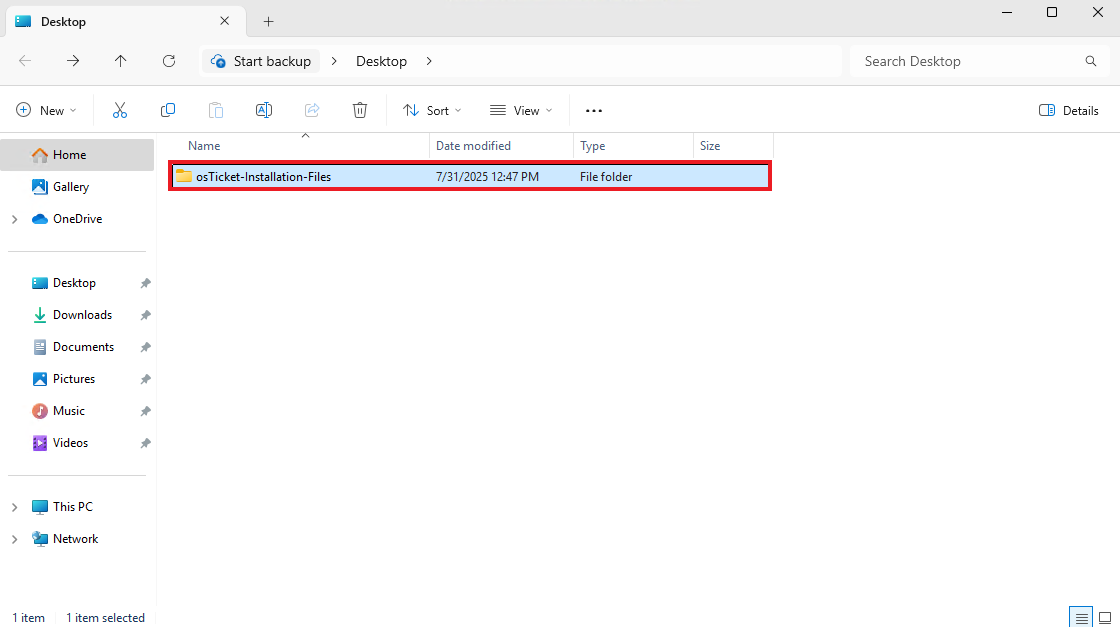 Desktop
Start backup > Desktop >
Search Desktop
New
Sort
View
Details
Name Date modified Type Size
osTicket-Installation-Files 7/31/2025 12:47 PM File folder
Home
Gallery
OneDrive
Desktop
Downloads
Documents
Pictures
Music
Videos
This PC
Network
1 item 1 item selected